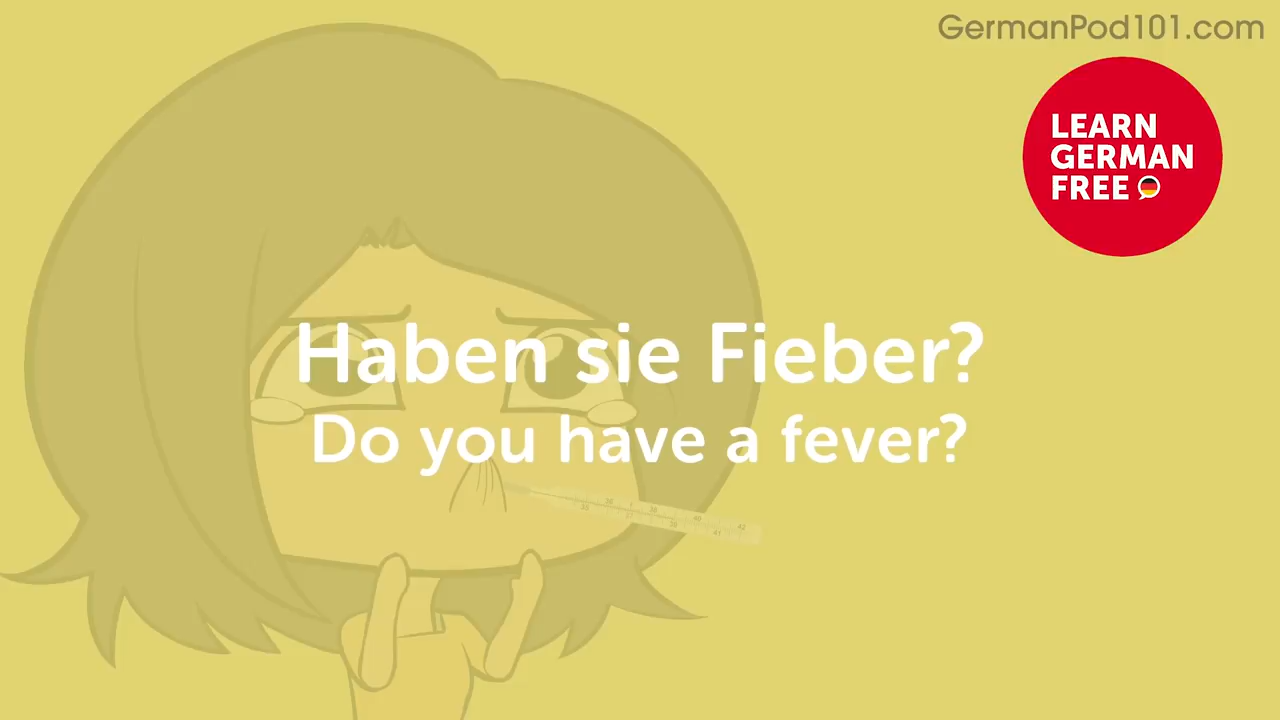 GermanPod101.com
LEARN
GERMAN
FREE
Haben sie Fieber?
Do you have a fever?